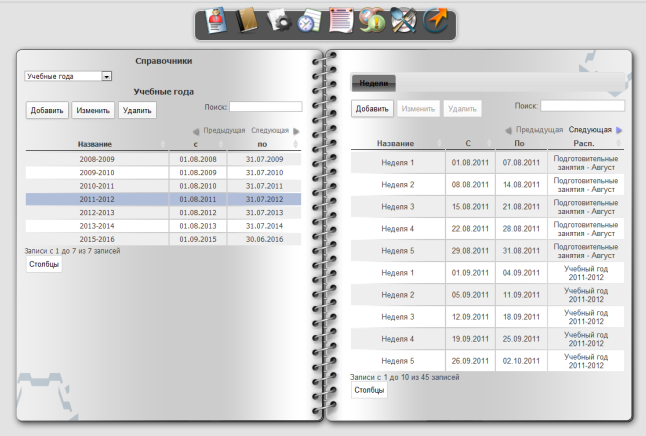 Справочники
Учебные года
Учебные года
Добавить Изменить Удалить Поиск:
Предыдущая Следующая
Название с по
2008-2009 01.08.2008 31.07.2009
2009-2010 01.08.2009 31.07.2010
2010-2011 01.08.2010 31.07.2011
2011-2012 01.08.2011 31.07.2012
2012-2013 01.08.2012 31.07.2013
2013-2014 01.08.2013 31.07.2014
2015-2016 01.09.2015 30.06.2016
Записи с 1 до 7 из 7 записей
Столбцы
Недели
Добавить Изменить Удалить Поиск:
Предыдущая Следующая
Название С По Расп.
Неделя 1 01.08.2011 07.08.2011 Подготовительные
занятия - Август
Неделя 2 08.08.2011 14.08.2011 Подготовительные
занятия - Август
Неделя 3 15.08.2011 21.08.2011 Подготовительные
занятия - Август
Неделя 4 22.08.2011 28.08.2011 Подготовительные
занятия - Август
Неделя 5 29.08.2011 31.08.2011 Подготовительные
занятия - Август
Неделя 1 01.09.2011 04.09.2011 Учебный год
2011-2012
Неделя 2 05.09.2011 11.09.2011 Учебный год
2011-2012
Неделя 3 12.09.2011 18.09.2011 Учебный год
2011-2012
Неделя 4 19.09.2011 25.09.2011 Учебный год
2011-2012
Неделя 5 26.09.2011 02.10.2011 Учебный год
2011-2012
Записи с 1 до 10 из 45 записей
Столбцы